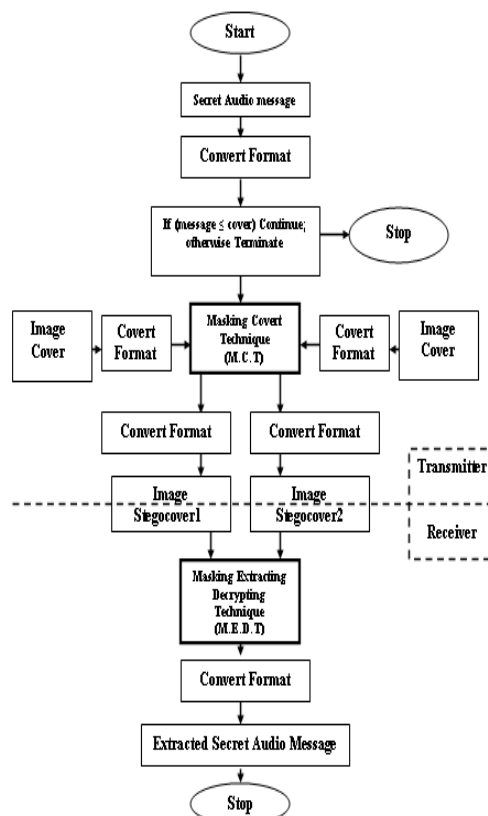 Start
Secret Audio message
Convert Format
If (message ≤ cover) Continue;
otherwise Terminate
Stop
Image
Cover
Covert
Format
Masking Covert
Technique
(M.C.T)
Covert
Format
Image
Cover
Convert Format
Convert Format
Transmitter
Image
Stegocover1
Image
Stegocover2
Receiver
Masking Extracting
Decrypting
Technique
(M.E.D.T)
Convert Format
Extracted Secret Audio Message
Stop